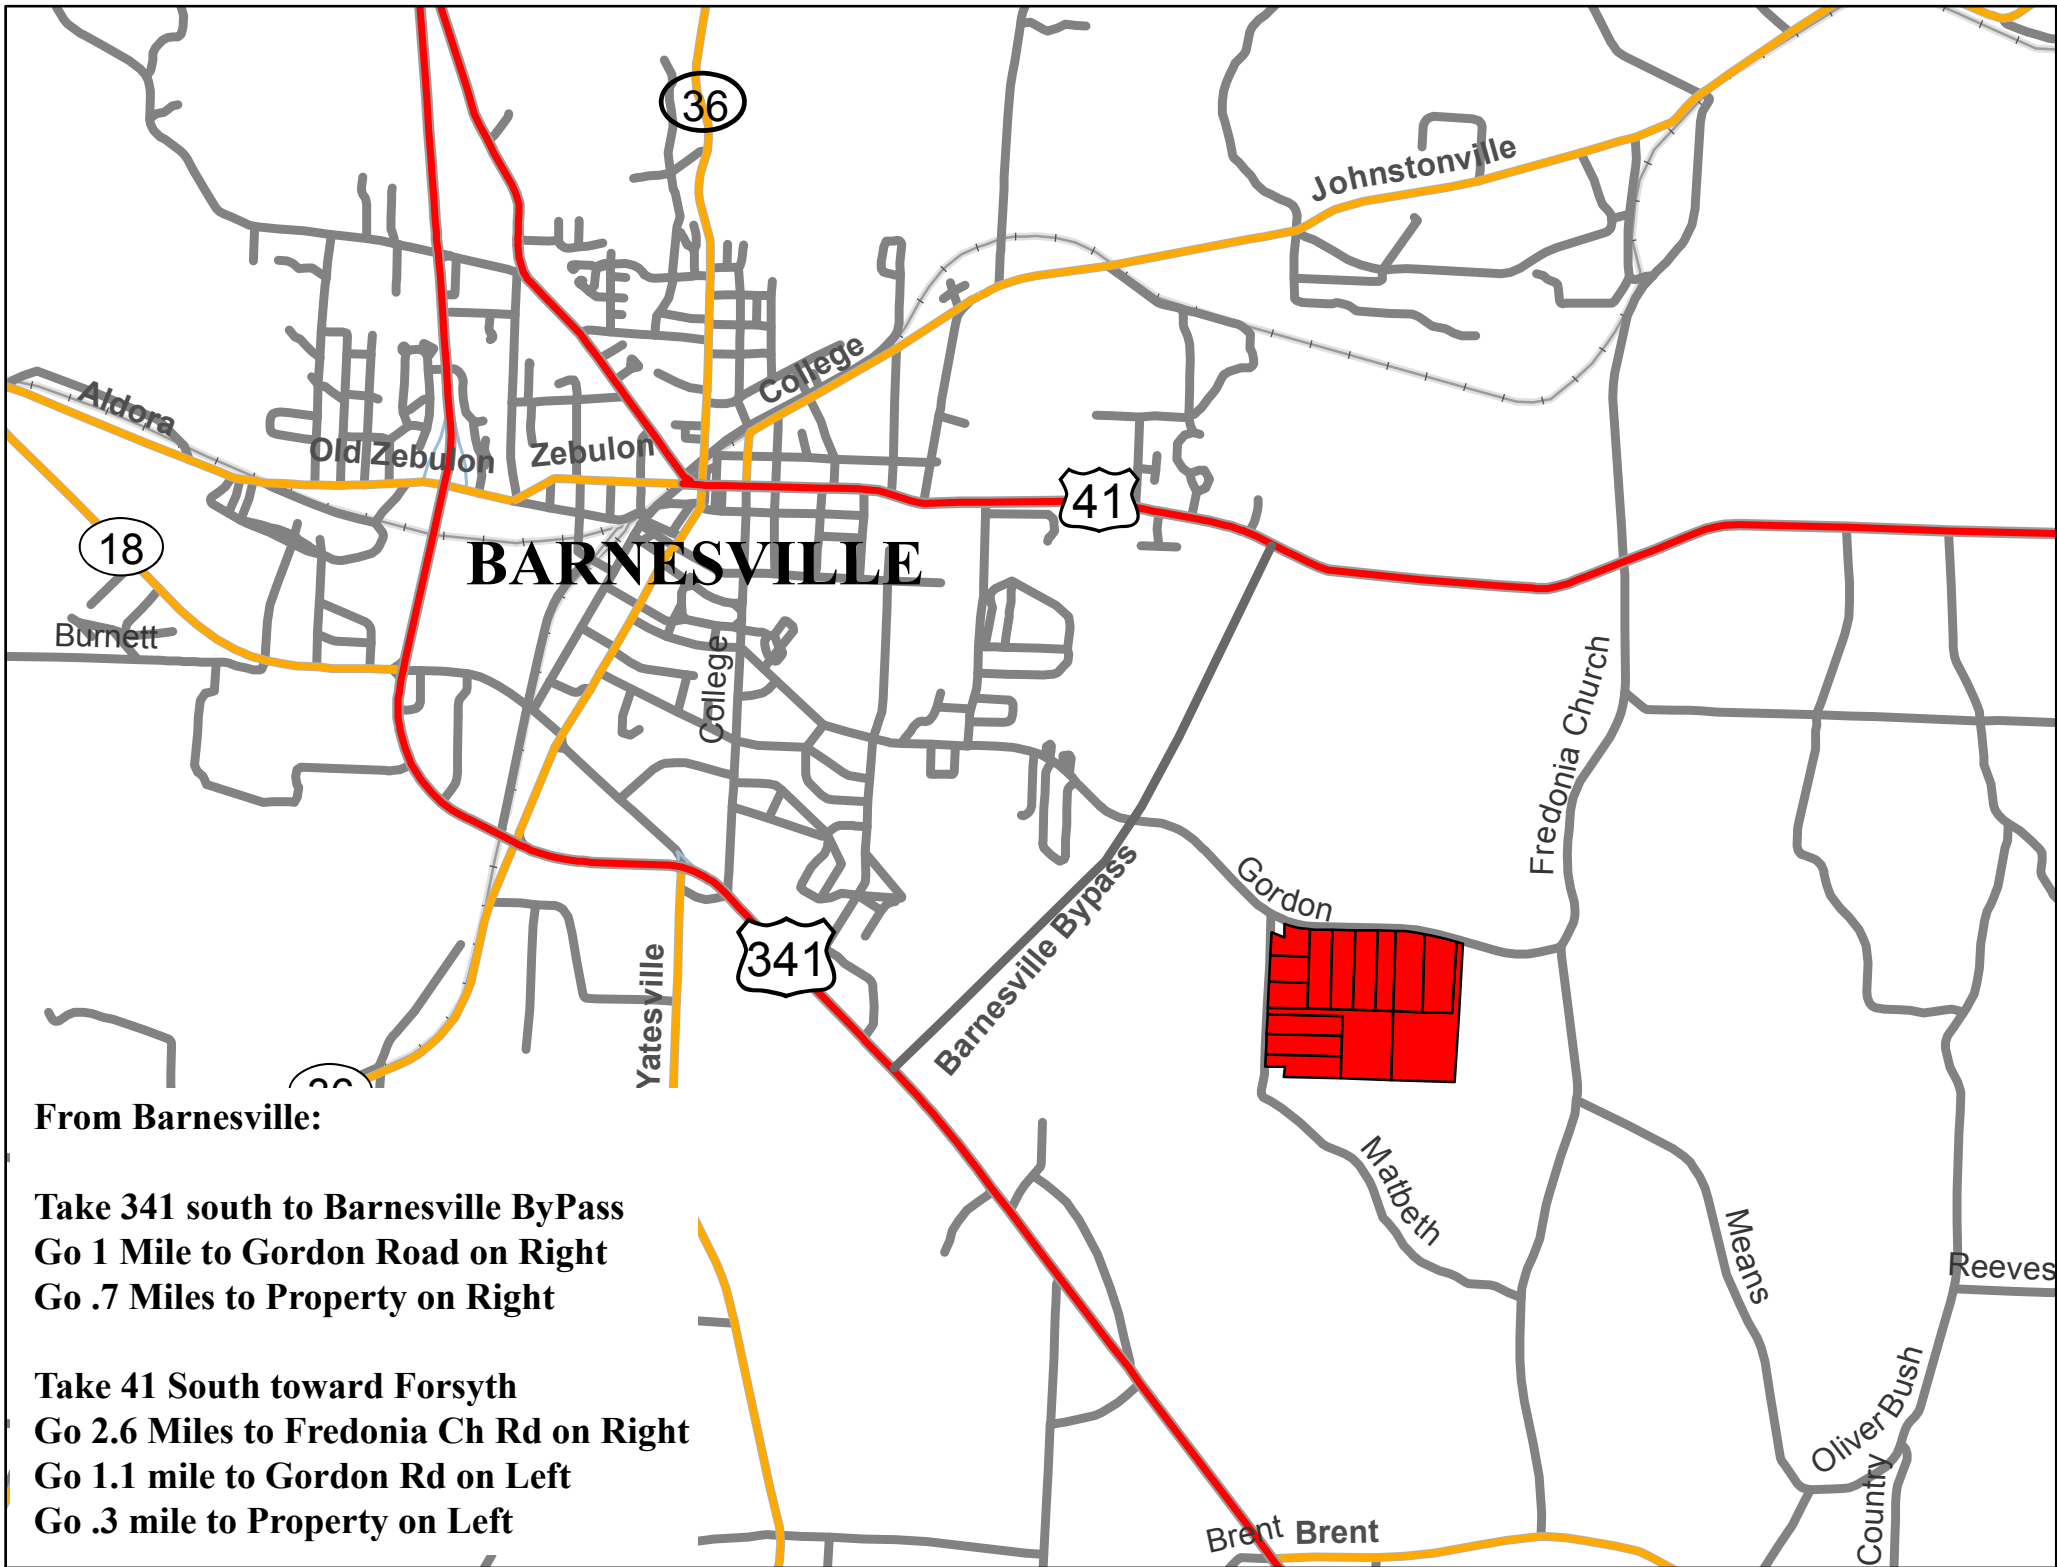 36
Johnstonville
College
Aldora
Old Zebulon
Zebulon
41
18
BARNESVILLE
Burnett
College
Fredonia Church
Gordon
Barnesville Bypass
341
Yatesville
36
From Barnesville:
Take 341 south to Barnesville ByPass
Go 1 Mile to Gordon Road on Right
Go .7 Miles to Property on Right
Take 41 South toward Forsyth
Go 2.6 Miles to Fredonia Ch Rd on Right
Go 1.1 mile to Gordon Rd on Left
Go .3 mile to Property on Left
Matbeth
Means
Reeves
Oliver Bush
Country
Brent
Brent